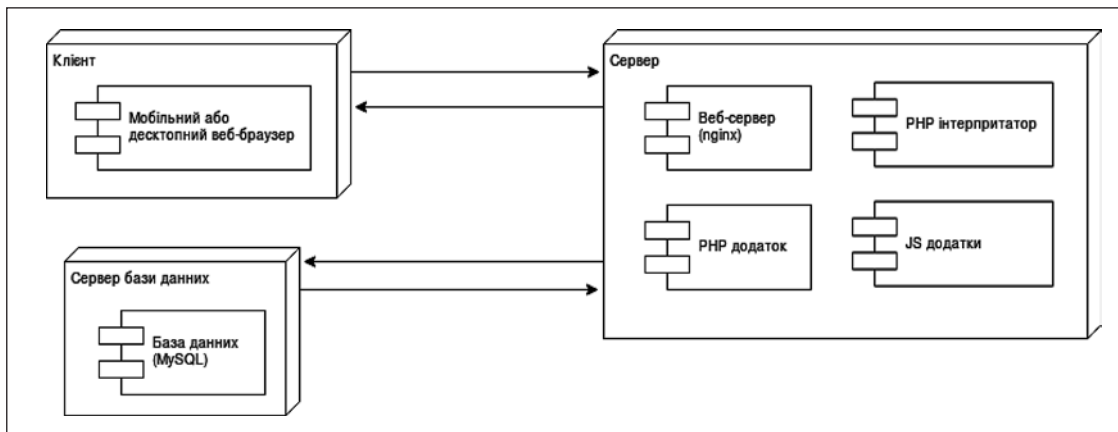 Клієнт
Мобільний або
десктопний веб-браузер
Сервер
Веб-сервер
(nginx)
PHP інтерпритатор
PHP додаток
JS додатки
Сервер бази данних
База данних
(MySQL)